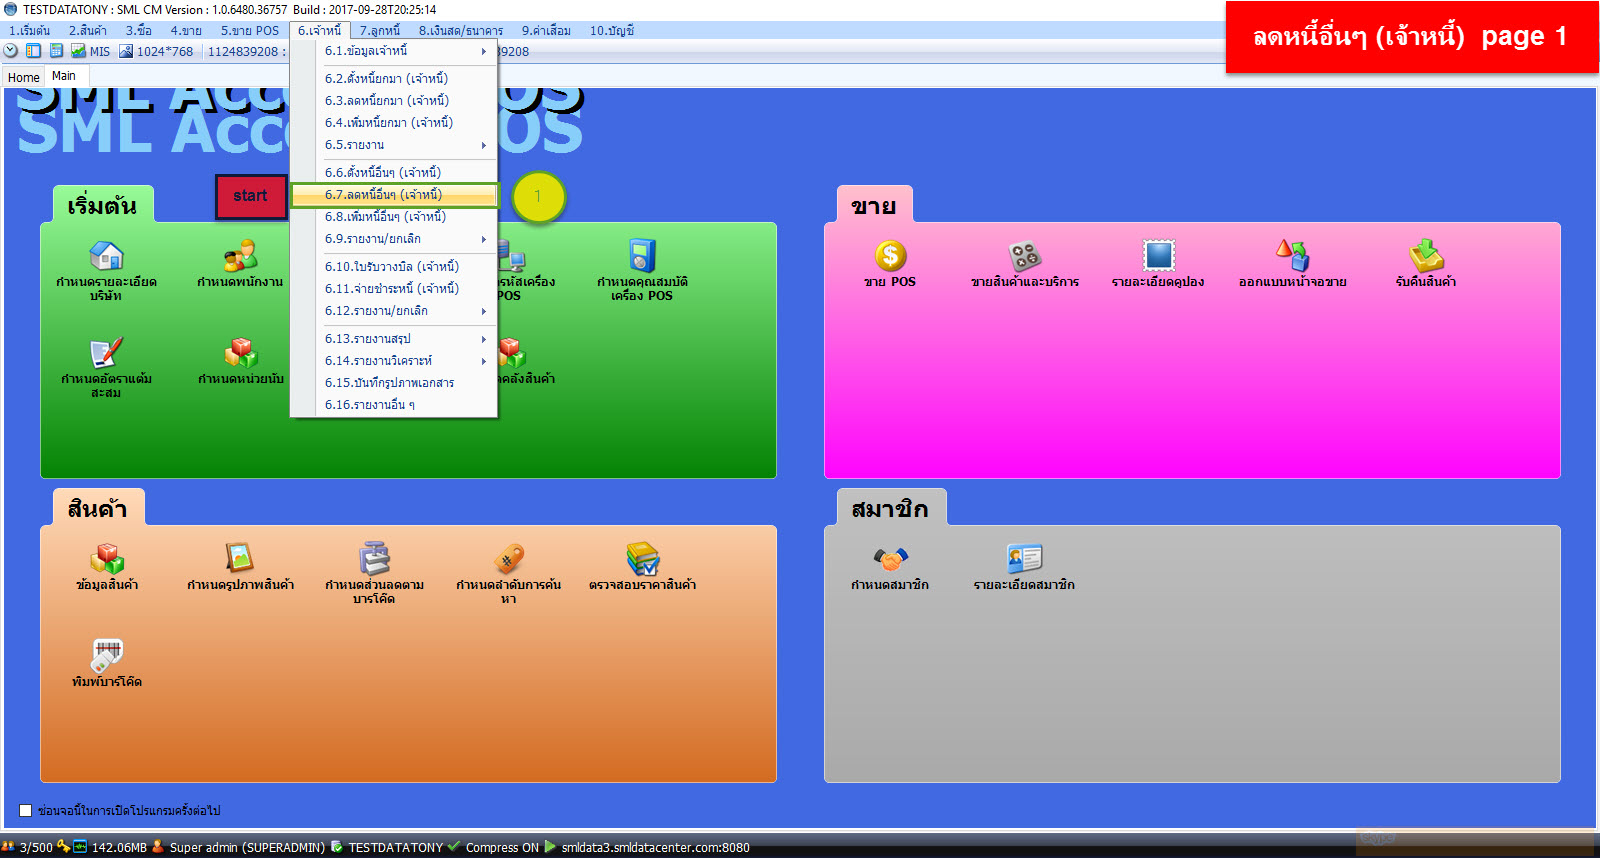 TESTDATATONY : SML CM Version : 1.0.6480.36757 Build : 2017-09-28T20:25:14
1.เริ่มต้น 2.สินค้า 3.ซื้อ 4.ขาย 5.ขาย POS 6.เจ้าหนี้ 7.ลูกหนี้ 8.เงินสด/ธนาคาร 9.ค่าเสื่อม 10.บัญชี
MIS 1024*768 1124839208 : 39208
ลดหนี้อื่นๆ (เจ้าหนี้) page 1
Home Main
SML Acc POS
SML Acc POS
6.1.ข้อมูลเจ้าหนี้
6.2.ตั้งหนี้ยกมา (เจ้าหนี้)
6.3.ลดหนี้ยกมา (เจ้าหนี้)
6.4.เพิ่มหนี้ยกมา (เจ้าหนี้)
6.5.รายงาน
6.6.ตั้งหนี้อื่นๆ (เจ้าหนี้)
6.7.ลดหนี้อื่นๆ (เจ้าหนี้)
6.8.เพิ่มหนี้อื่นๆ (เจ้าหนี้)
6.9.รายงาน/ยกเลิก
6.10.ใบรับวางบิล (เจ้าหนี้)
6.11.จ่ายชำระหนี้ (เจ้าหนี้)
6.12.รายงาน/ยกเลิก
6.13.รายงานสรุป
6.14.รายงานวิเคราะห์
6.15.บันทึกรูปภาพเอกสาร
6.16.รายงานอื่น ๆ
start
1
เริ่มต้น
กำหนดรายละเอียด
บริษัท
กำหนดพนักงาน
รหัสเครื่อง
POS
กำหนดคุณสมบัติ
เครื่อง POS
กำหนดอัตราแต้ม
สะสม
กำหนดหน่วยนับ
คลังสินค้า
ขาย
ขาย POS
ขายสินค้าและบริการ
รายละเอียดคูปอง
ออกแบบหน้าจอขาย
รับคืนสินค้า
สินค้า
ข้อมูลสินค้า
กำหนดรูปภาพสินค้า
กำหนดส่วนลดตาม
บาร์โค๊ด
กำหนดลำดับการค้น
หา
ตรวจสอบราคาสินค้า
พิมพ์บาร์โค๊ด
สมาชิก
กำหนดสมาชิก
รายละเอียดสมาชิก
ซ่อนจอนี้ในการเปิดโปรแกรมครั้งต่อไป
3/500 142.06MB Super admin (SUPERADMIN) TESTDATATONY Compress ON smldata3.smldatacenter.com:8080